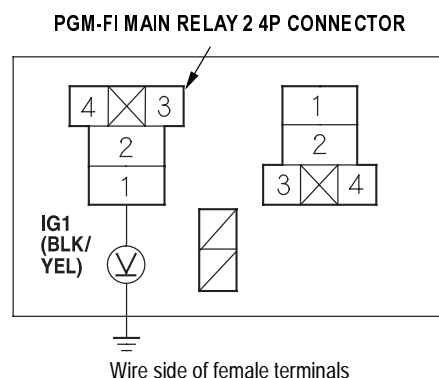 PGM-FI MAIN RELAY 2 4P CONNECTOR
4 3
2
1
1
2
3 4
IG1
(BLK/
YEL)
V
Wire side of female terminals